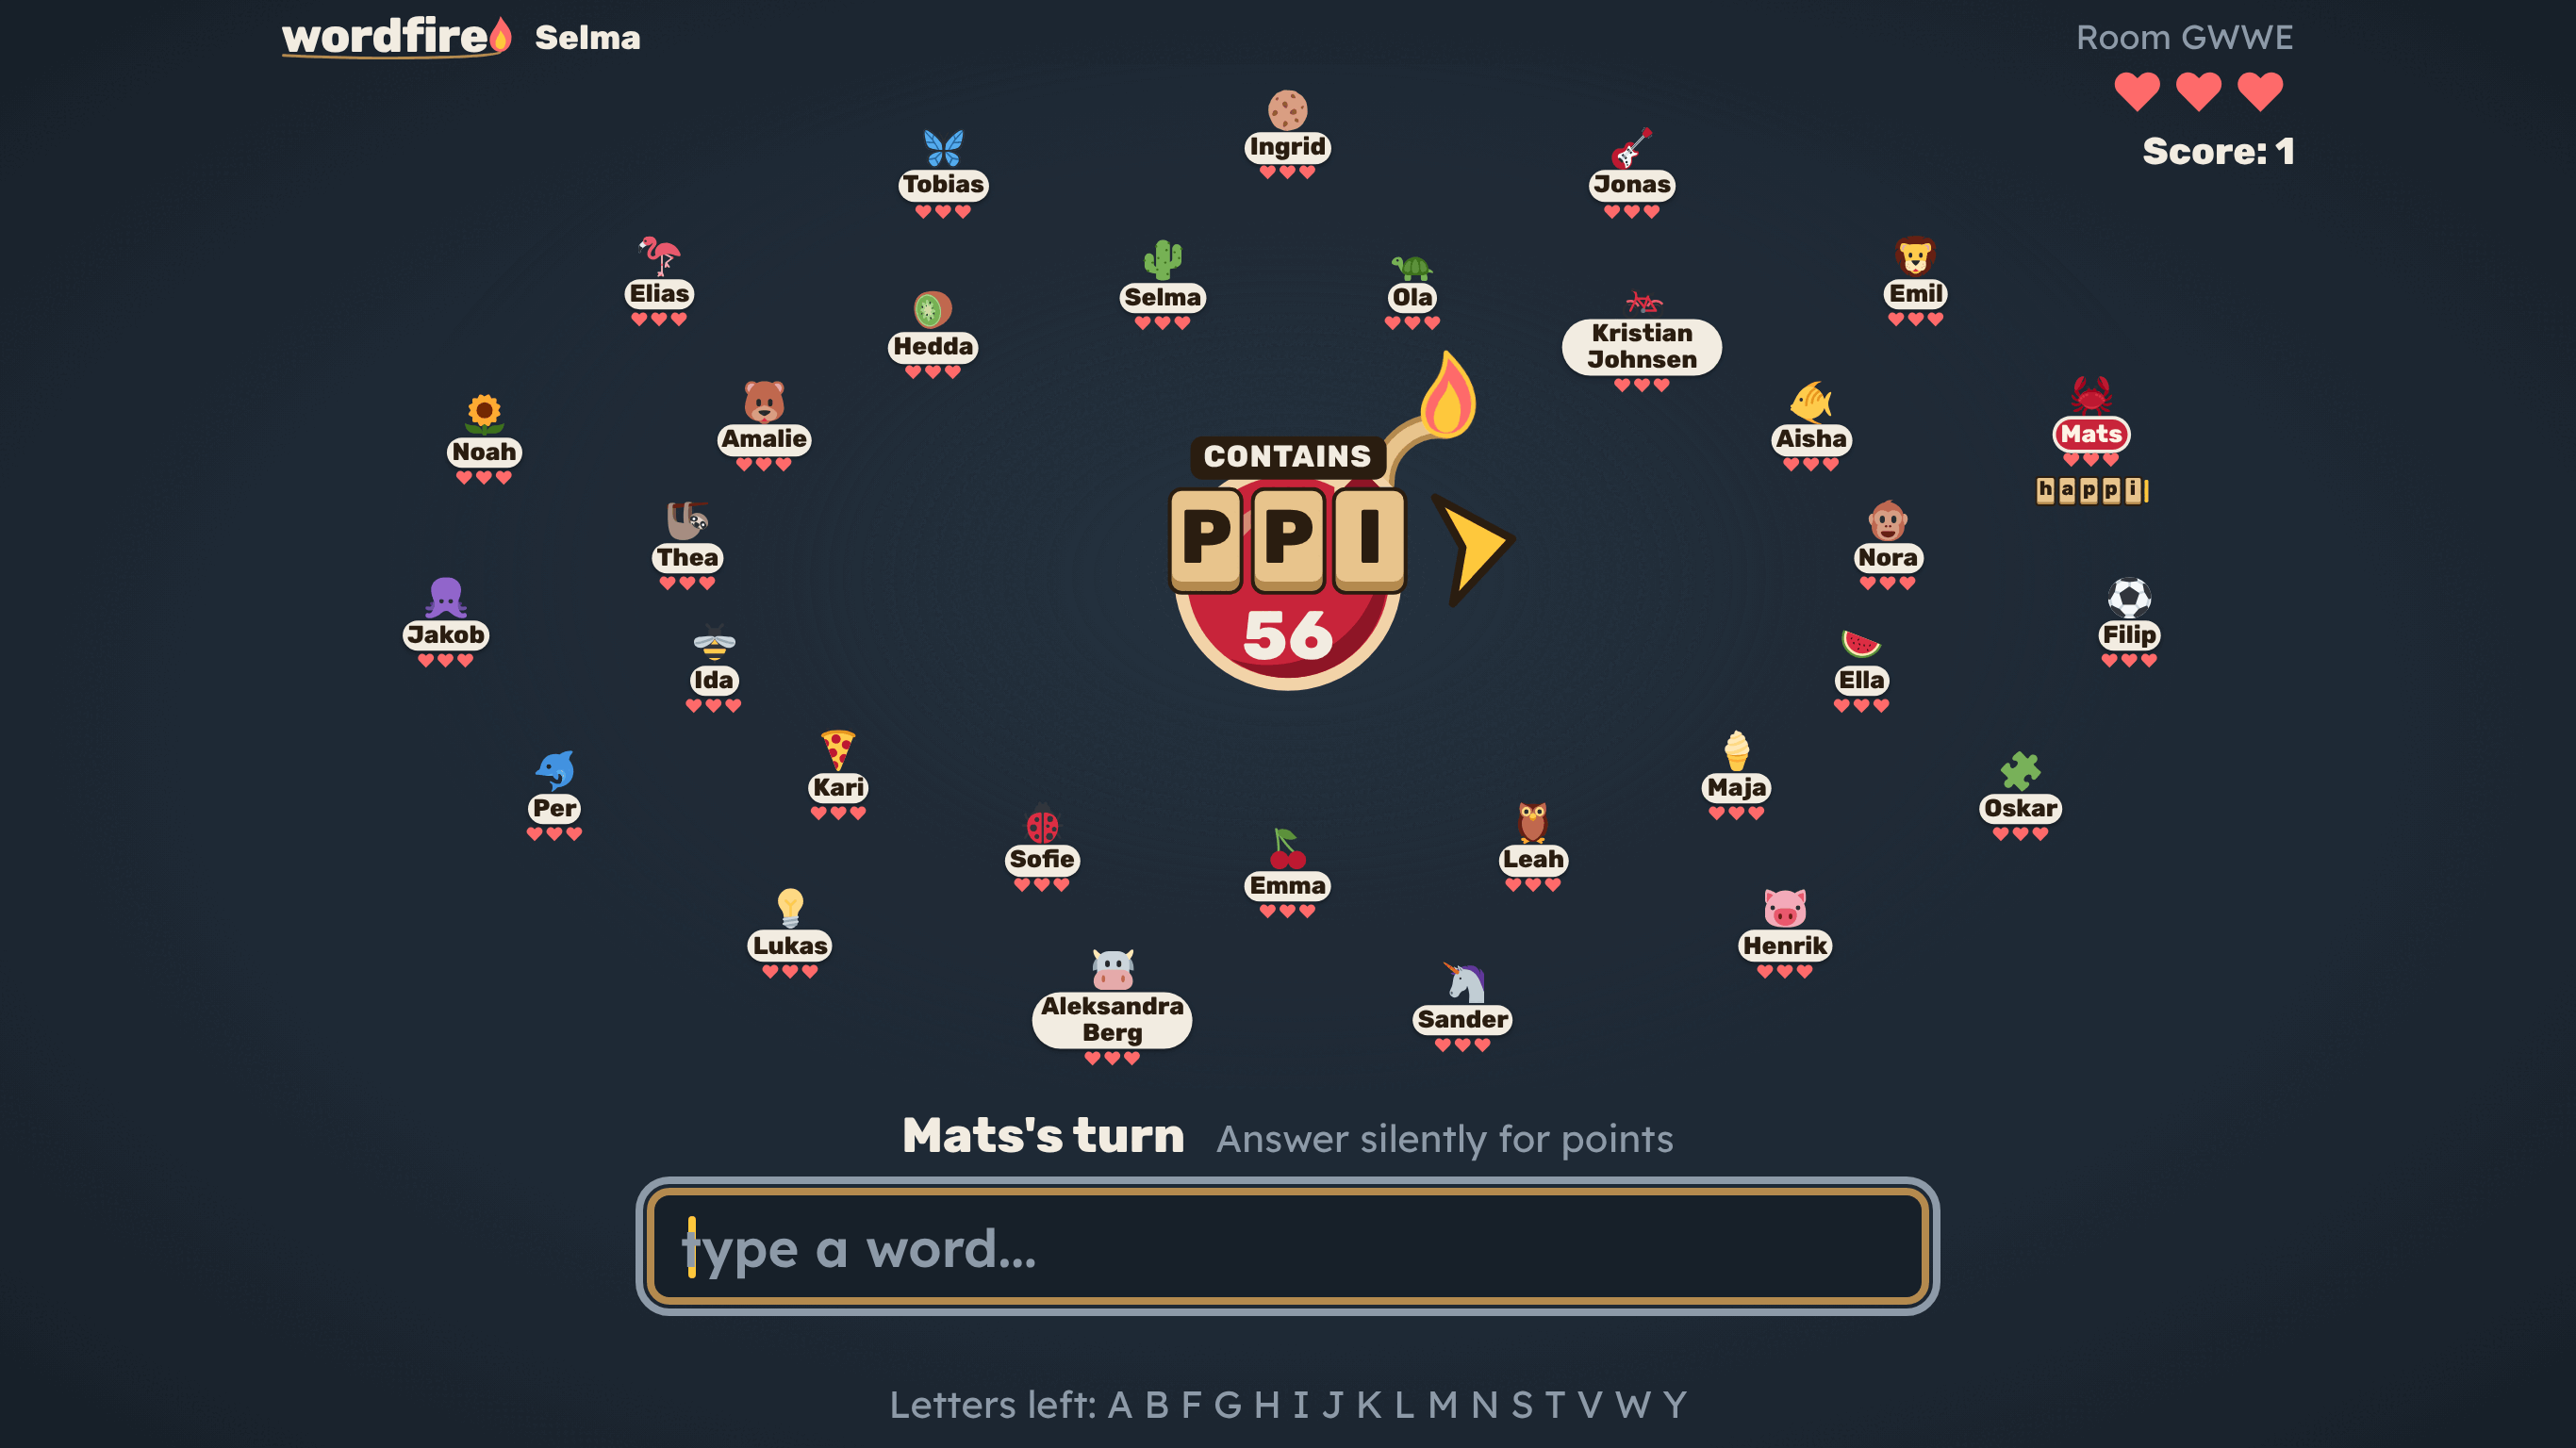 wordfire Selma
Room GWWE
Score: 1
Ingrid
Tobias
Jonas
Elias
Selma
Ola
Emil
Hedda
Kristian
Johnsen
Noah
Amalie
Aisha
Mats
happi
CONTAINS
PPI
56
Thea
Nora
Jakob
Filip
Ida
Ella
Per
Kari
Maja
Oskar
Sofie
Emma
Leah
Lukas
Henrik
Aleksandra
Berg
Sander
Mats's turn Answer silently for points
type a word...
Letters left: A B F G H I J K L M N S T V W Y